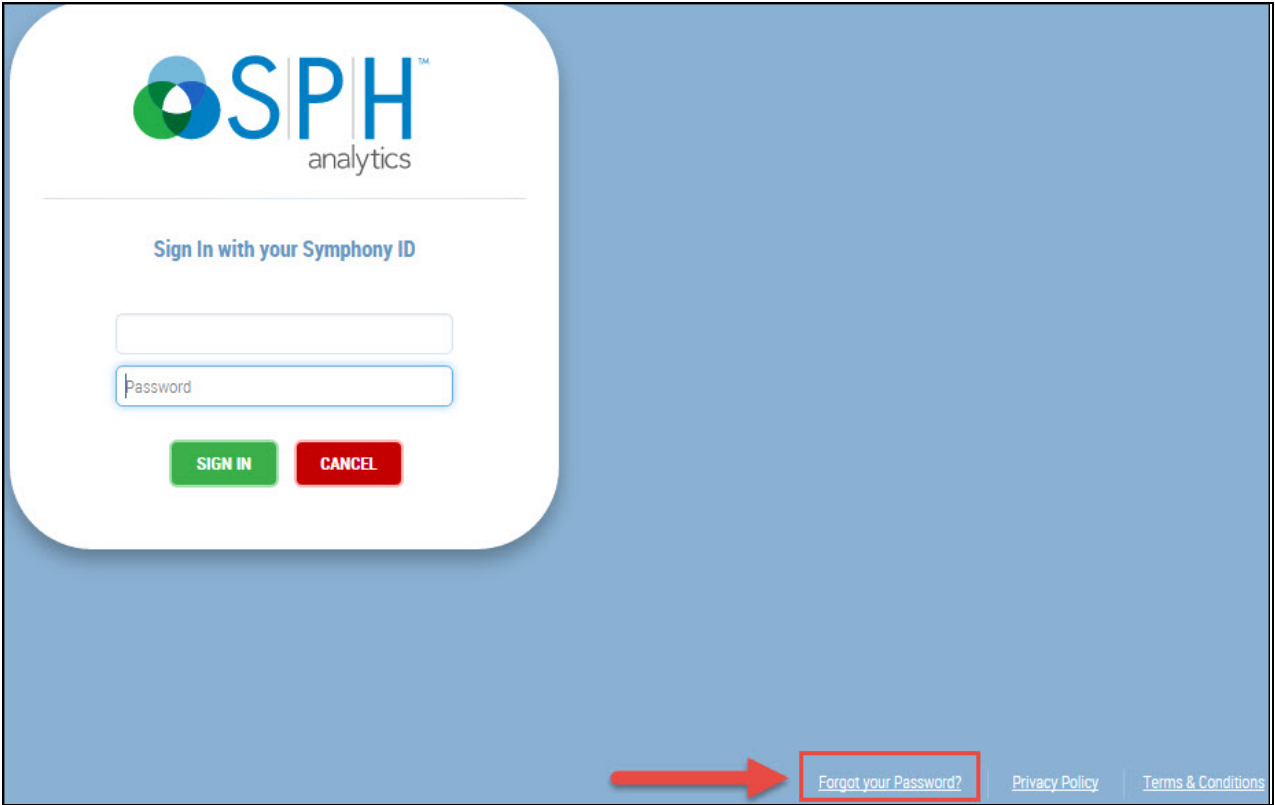 SPH™
analytics
Sign In with your Symphony ID
Password
SIGN IN CANCEL
Forgot your Password? Privacy Policy Terms & Conditions